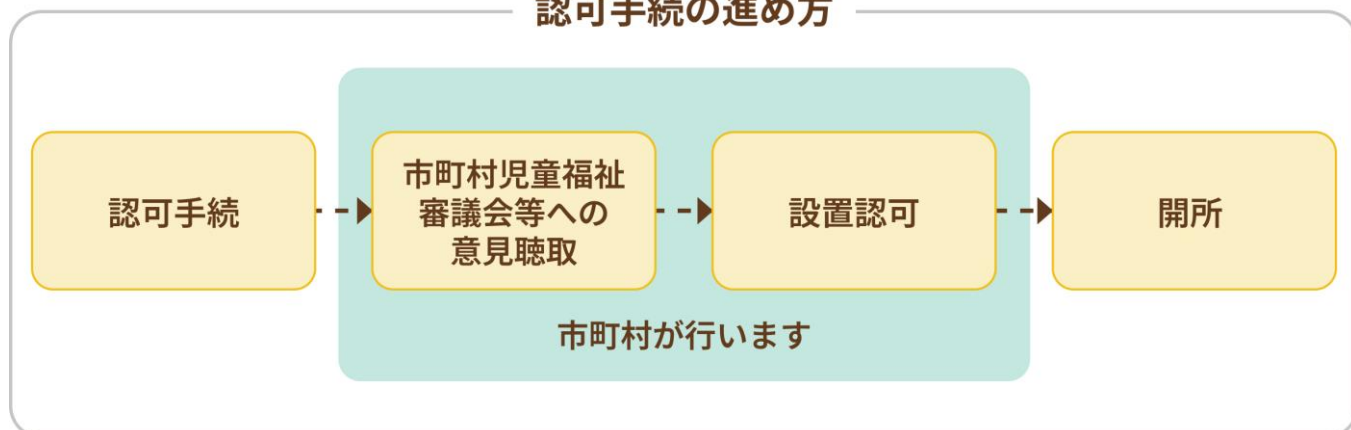 認可手続の進め方
認可手続
市町村児童福祉
審議会等への
意見聴取
設置認可
開所
市町村が行います